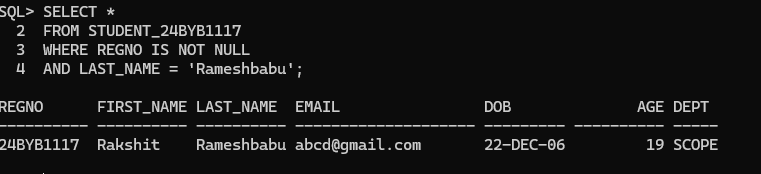 SQL> SELECT *
  2  FROM STUDENT_24BYB1117
  3  WHERE REGNO IS NOT NULL
  4  AND LAST_NAME = 'Rameshbabu';
REGNO      FIRST_NAME LAST_NAME  EMAIL                DOB              AGE DEPT
---------- ---------- ---------- -------------------- --------- ---------- -----
24BYB1117  Rakshit    Rameshbabu abcd@gmail.com       22-DEC-06         19 SCOPE